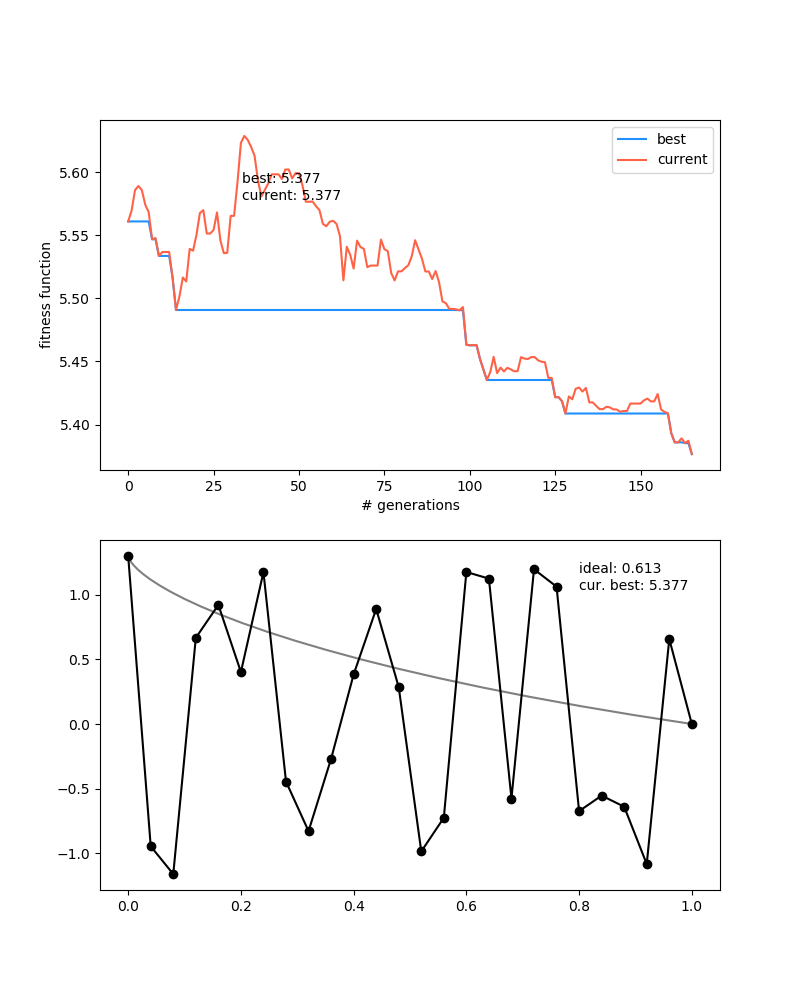 best
current
5.60
5.55
5.50
5.45
5.40
fitness function
best: 5.377
current: 5.377
0 25 50 75 100 125 150
# generations
ideal: 0.613
cur. best: 5.377
1.0
0.5
0.0
−0.5
−1.0
0.0 0.2 0.4 0.6 0.8 1.0